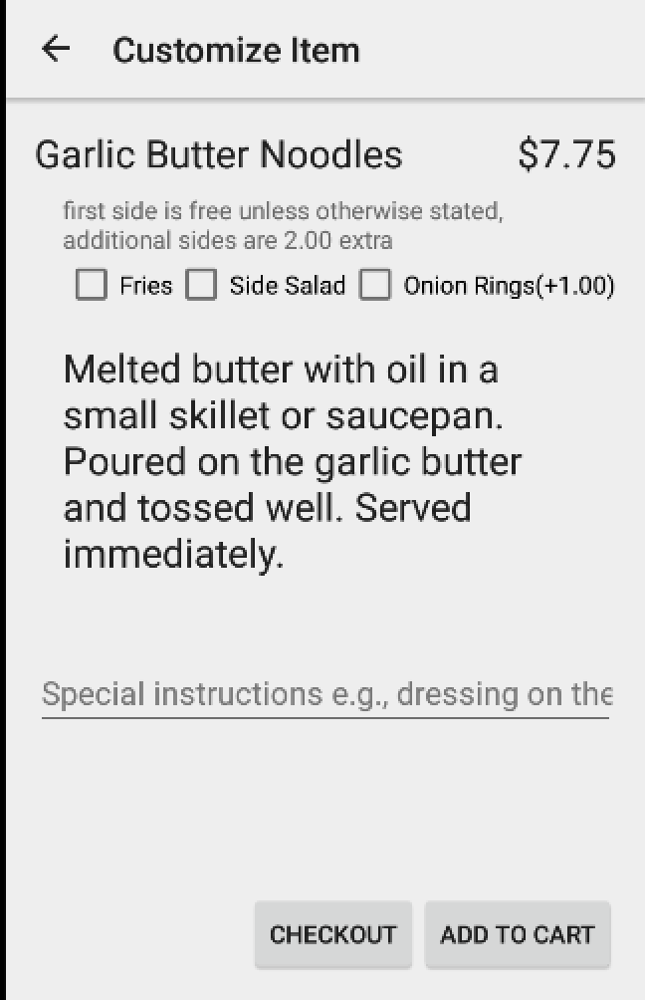 Customize Item
Garlic Butter Noodles $7.75
first side is free unless otherwise stated,
additional sides are 2.00 extra
Fries Side Salad Onion Rings(+1.00)
Melted butter with oil in a
small skillet or saucepan.
Poured on the garlic butter
and tossed well. Served
immediately.
Special instructions e.g., dressing on the
CHECKOUT ADD TO CART